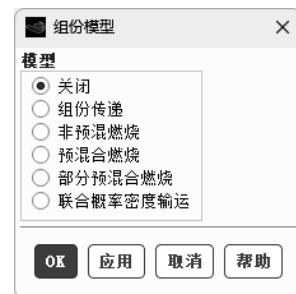 组份模型
模型
关闭
组份传递
非预混燃烧
预混合燃烧
部分预混合燃烧
联合概率密度输运
OK 应用 取消 帮助